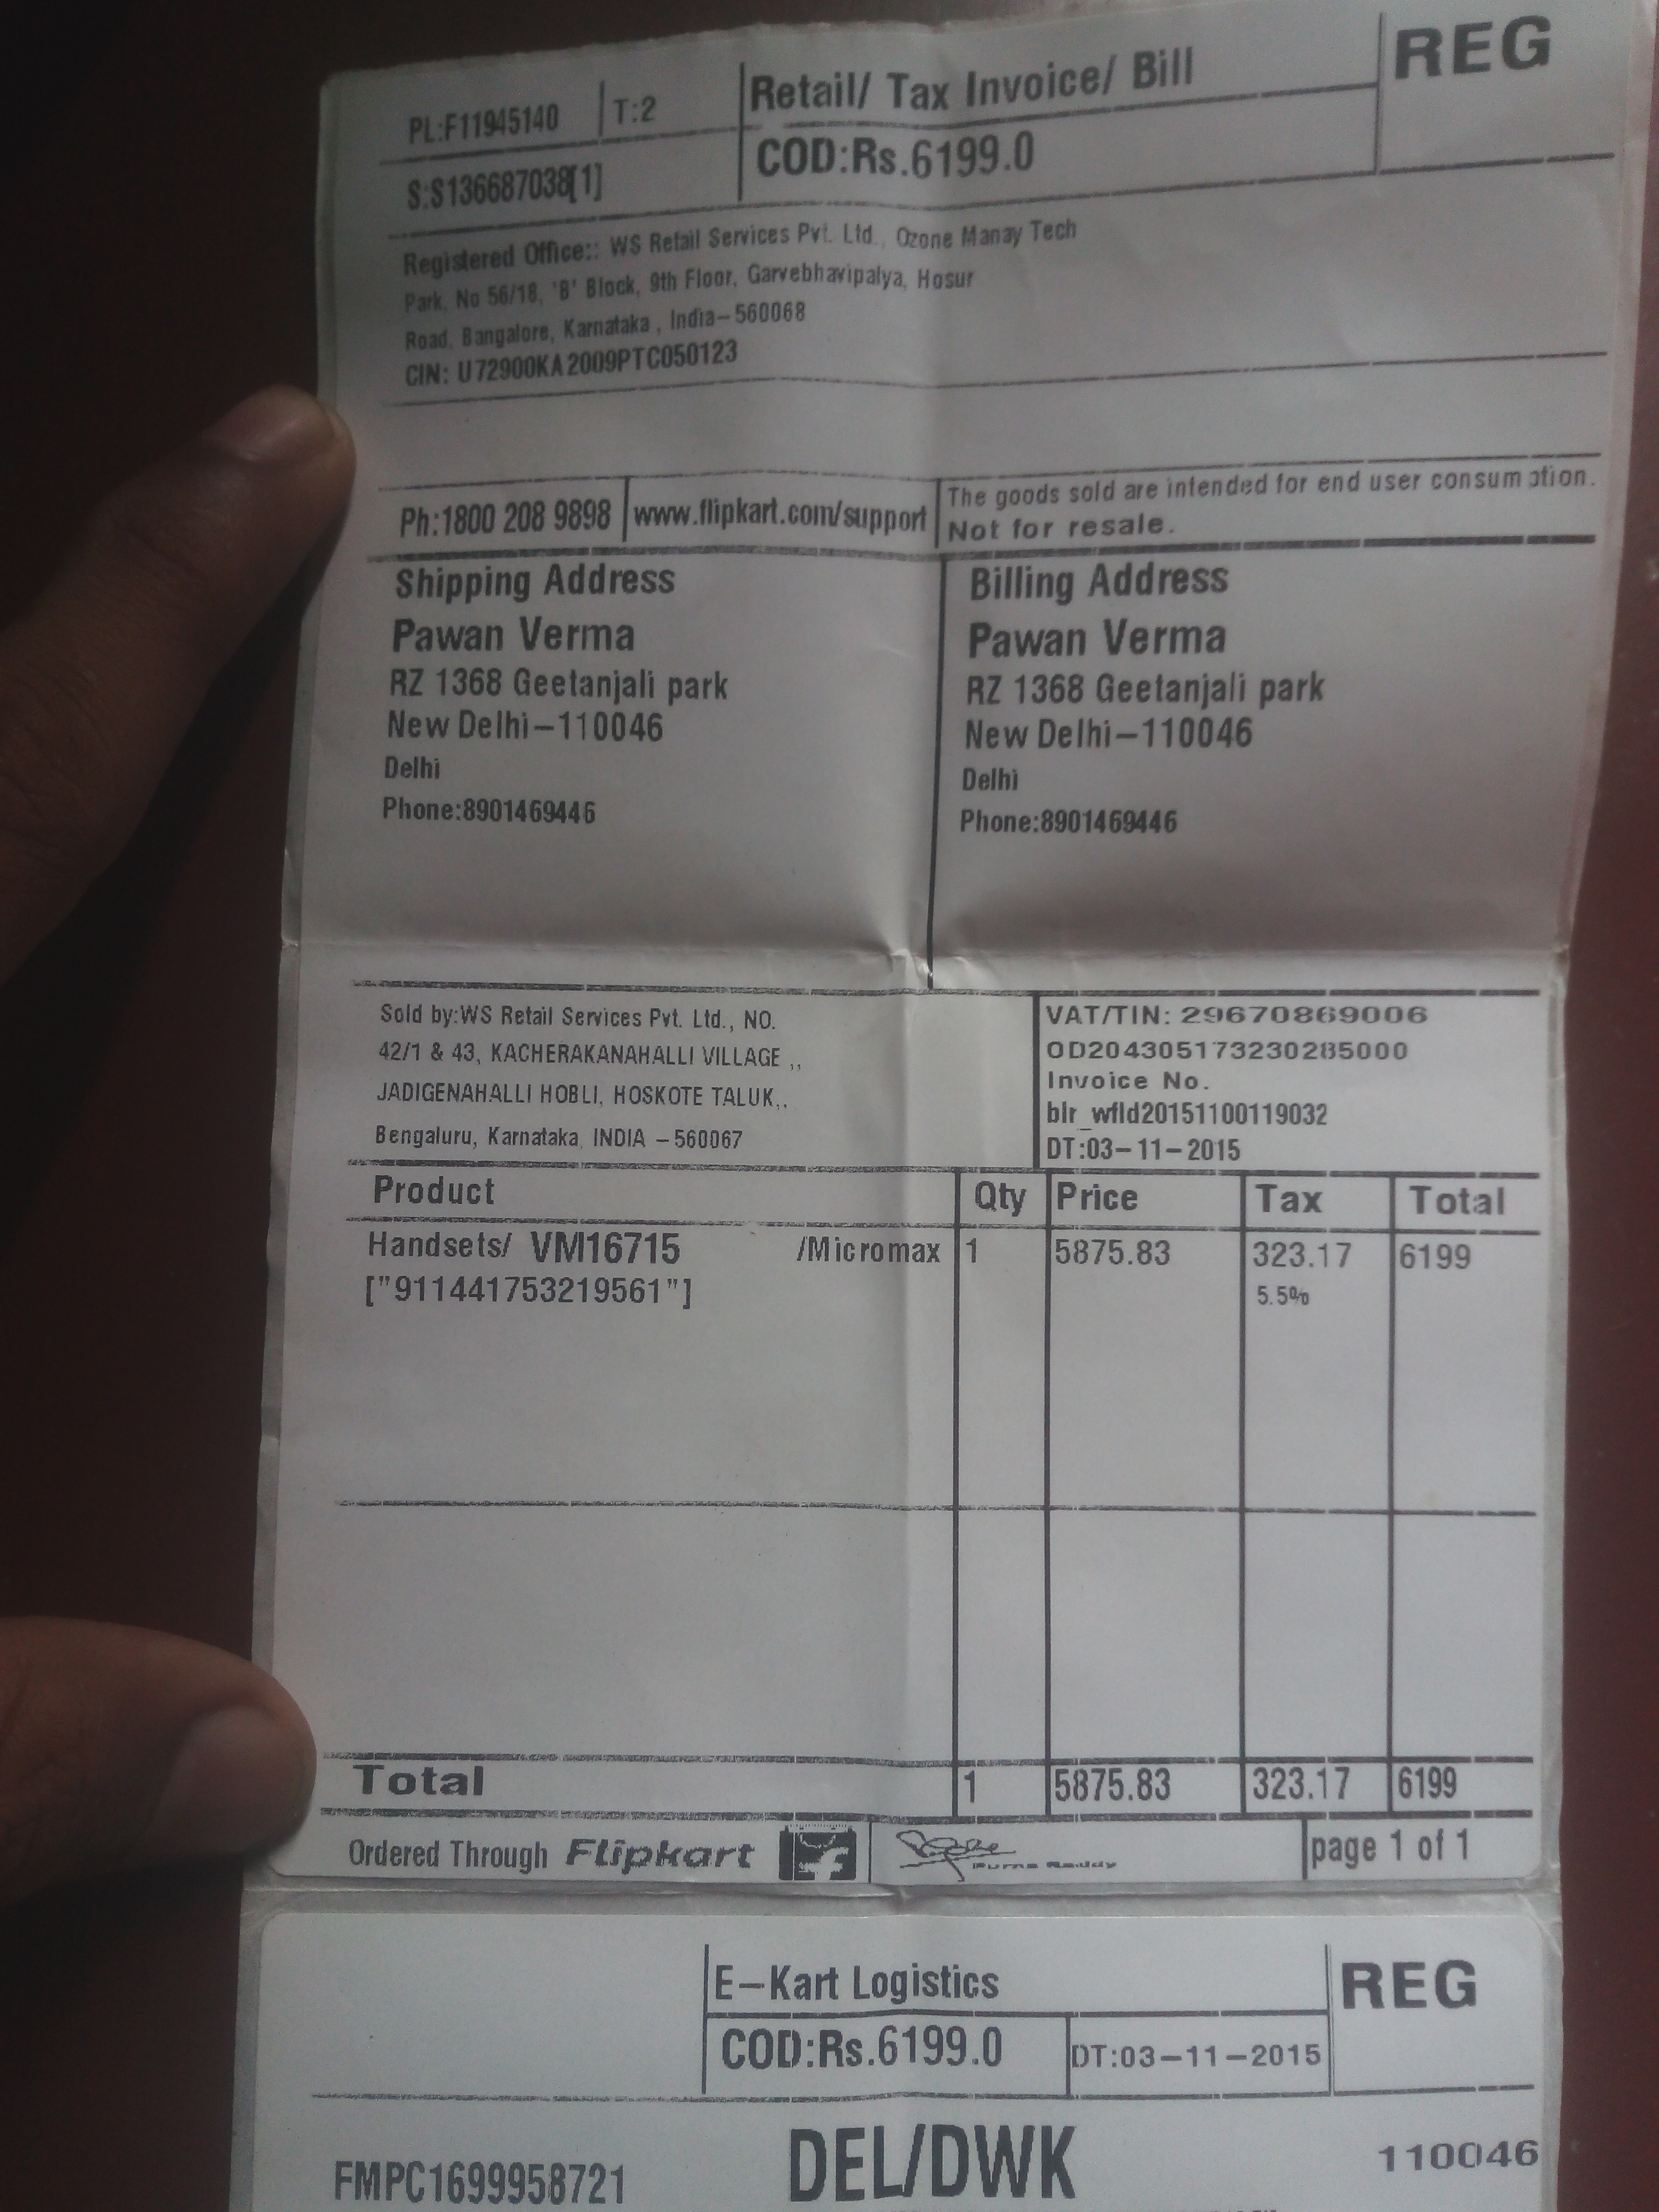 PL:F11945140 T:2 Retail/ Tax Invoice/ Bill REG
S:S136687038[1] COD:Rs.6199.0
Registered Office:: WS Retail Services Pvt. Ltd., Ozone Manay Tech
Park, No 56/18, 'B' Block, 9th Floor, Garvebhavipalya, Hosur
Road, Bangalore, Karnataka , India-560068
CIN: U72900KA2009PTC050123
Ph:1800 208 9898 www.flipkart.com/support The goods sold are intended for end user consumption.
Not for resale.
Shipping Address
Pawan Verma
RZ 1368 Geetanjali park
New Delhi-110046
Delhi
Phone:8901469446
Billing Address
Pawan Verma
RZ 1368 Geetanjali park
New Delhi-110046
Delhi
Phone:8901469446
Sold by:WS Retail Services Pvt. Ltd., NO.
42/1 & 43, KACHERAKANAHALLI VILLAGE ,,
JADIGENAHALLI HOBLI, HOSKOTE TALUK,,
Bengaluru, Karnataka, INDIA - 560067
VAT/TIN: 29670869006
OD204305173230285000
Invoice No.
blr_wfld20151100119032
DT:03-11-2015
Product Qty Price Tax Total
Handsets/ VM16715 /Micromax 1 5875.83 323.17 6199
["911441753219561"] 5.5%
Total 1 5875.83 323.17 6199
Ordered Through Flipkart Purna Reddy page 1 of 1
E-Kart Logistics REG
COD:Rs.6199.0 DT:03-11-2015
FMPC1699958721 DEL/DWK 110046